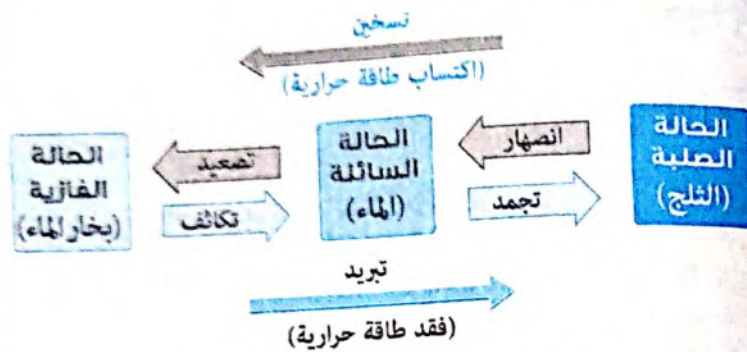 تسخين
(اكتساب طاقة حرارية)
الحالة
الصلبة
(الثلج)
انصهار
تجمد
الحالة
السائلة
(الماء)
تصعيد
تكاثف
الحالة
الغازية
(بخار الماء)
تبريد
(فقد طاقة حرارية)